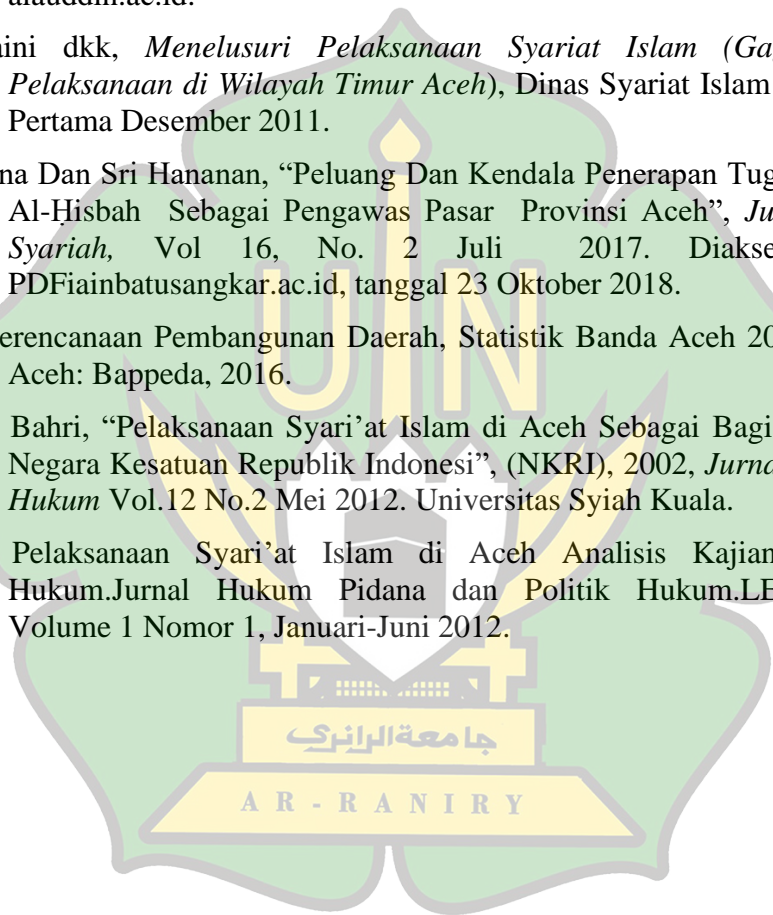 alauddin.ac.id.
aini dkk, Menelusuri Pelaksanaan Syariat Islam (Ga
Pelaksanaan di Wilayah Timur Aceh), Dinas Syariat Islam
Pertama Desember 2011.
na Dan Sri Hananan, “Peluang Dan Kendala Penerapan Tug
Al-Ḥisbah Sebagai Pengawas Pasar Provinsi Aceh”, Ju
Syariah, Vol 16, No. 2 Juli 2017. Diakse
PDFiainbatusangkar.ac.id, tanggal 23 Oktober 2018.
erencanaan Pembangunan Daerah, Statistik Banda Aceh 20
Aceh: Bappeda, 2016.
Bahri, “Pelaksanaan Syari’at Islam di Aceh Sebagai Bagi
Negara Kesatuan Republik Indonesi”, (NKRI), 2002, Jurna
Hukum Vol.12 No.2 Mei 2012. Universitas Syiah Kuala.
Pelaksanaan Syari’at Islam di Aceh Analisis Kajian
Hukum.Jurnal Hukum Pidana dan Politik Hukum.LE
Volume 1 Nomor 1, Januari-Juni 2012.
UIN
جامعة الرانري
AR-RANIRY